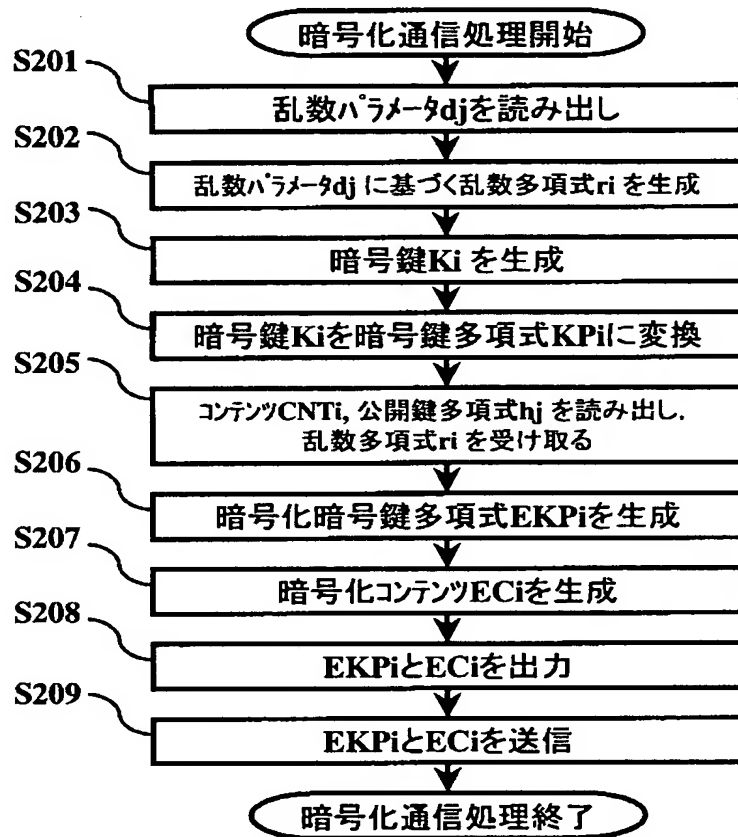 暗号化通信処理開始
S201
乱数パラメータdjを読み出し
S202
乱数パラメータdj に基づく乱数多項式ri を生成
S203
暗号鍵Ki を生成
S204
暗号鍵Kiを暗号鍵多項式KPiに変換
S205
コンテンツCNTi, 公開鍵多項式hj を読み出し.
乱数多項式ri を受け取る
S206
暗号化暗号鍵多項式EKPiを生成
S207
暗号化コンテンツECiを生成
S208
EKPiとECiを出力
S209
EKPiとECiを送信
暗号化通信処理終了